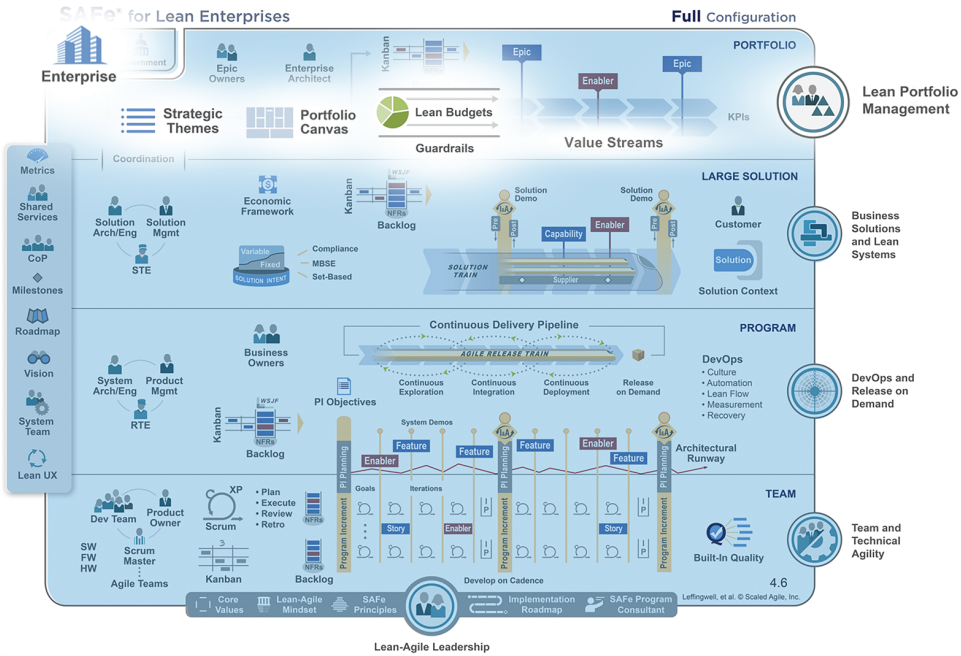 SAFe® for Lean Enterprises
Full Configuration
Enterprise
Epic
Owners
Enterprise
Architect
Kanban
Epic
Enabler
Epic
PORTFOLIO
KPIs
Value Streams
Strategic
Themes
Portfolio
Canvas
Lean Budgets
Guardrails
Lean Portfolio
Management
Coordination
Metrics
Shared
Services
CoP
Milestones
Roadmap
Vision
System
Team
Lean UX
LARGE SOLUTION
Solution
Arch/Eng
Solution
Mgmt
STE
Economic
Framework
Kanban
WSJF
NFRs
Backlog
Variable
Fixed
SOLUTION INTENT
Compliance
MBSE
Set-Based
Solution
Demo
Solution
Demo
I&A
I&A
Pre
Post
Pre
Post
Capability
Enabler
SOLUTION
TRAIN
Supplier
Customer
Solution
Solution Context
Business
Solutions
and Lean
Systems
PROGRAM
Business
Owners
System
Arch/Eng
Product
Mgmt
RTE
Kanban
WSJF
NFRs
Backlog
Continuous Delivery Pipeline
AGILE RELEASE TRAIN
Continuous
Exploration
Continuous
Integration
Continuous
Deployment
Release
on Demand
PI Objectives
DevOps
• Culture
• Automation
• Lean Flow
• Measurement
• Recovery
DevOps and
Release on
Demand
System Demos
I&A
I&A
PI Planning
PI Planning
PI Planning
Enabler
Feature
Feature
Feature
Enabler
Feature
Architectural
Runway
TEAM
Dev Team
Product
Owner
SW
FW
HW
Scrum
Master
Agile Teams
XP
Scrum
Kanban
3
• Plan
• Execute
• Review
• Retro
NFRs
NFRs
Backlog
Program Increment
Program Increment
Program Increment
Goals
Iterations
Story
Enabler
Story
IP
IP
IP
IP
Develop on Cadence
Built-In Quality
Team and
Technical
Agility
4.6
Leffingwell, et al. © Scaled Agile, Inc.
Core
Values
Lean-Agile
Mindset
SAFe
Principles
Implementation
Roadmap
SAFe Program
Consultant
Lean-Agile Leadership